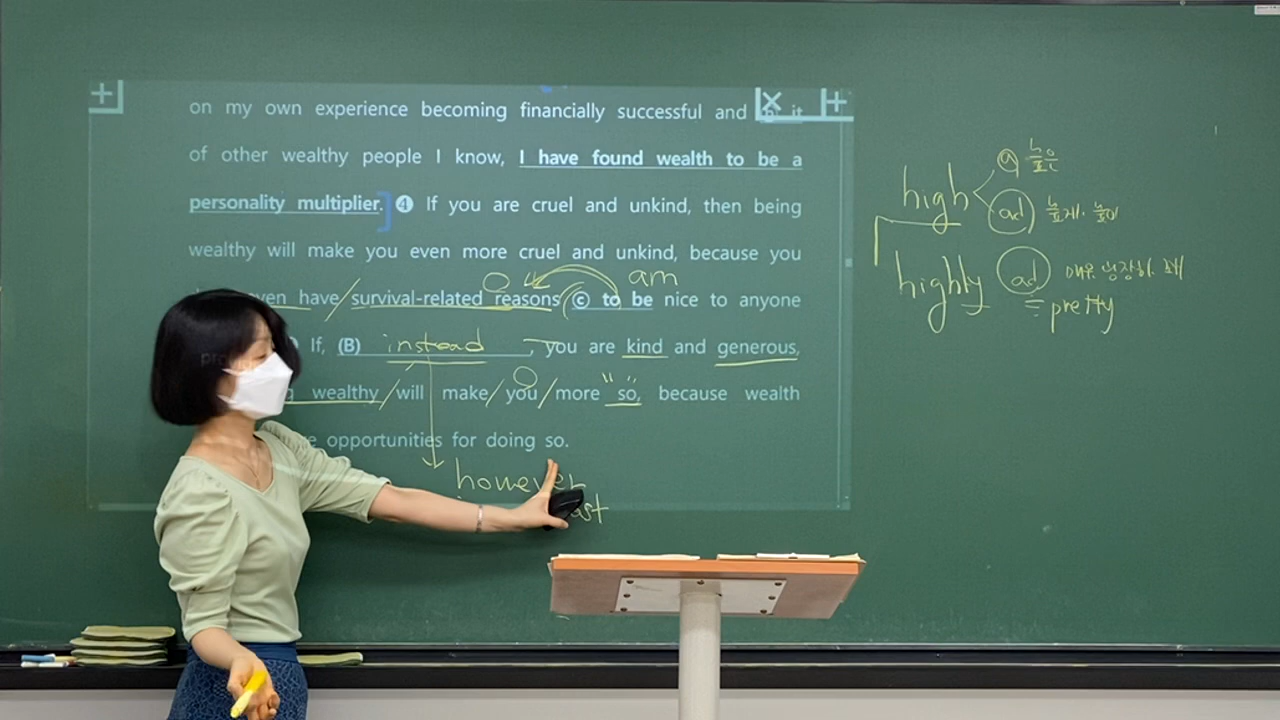 on my own experience becoming financially successful and in it
of other wealthy people I know, I have found wealth to be a
personality multiplier.] ❹ If you are cruel and unkind, then being
wealthy will make you even more cruel and unkind, because you
am
have / survival-related reasons (ⓒ to be nice to anyone
If, (B) instead, you are kind and generous,
wealthy / will make / you / more "so," because wealth
opportunities for doing so.
however
high
ⓐ 높은
ad 높게. 높이
highly ad 매우, 굉장히. 꽤
= pretty